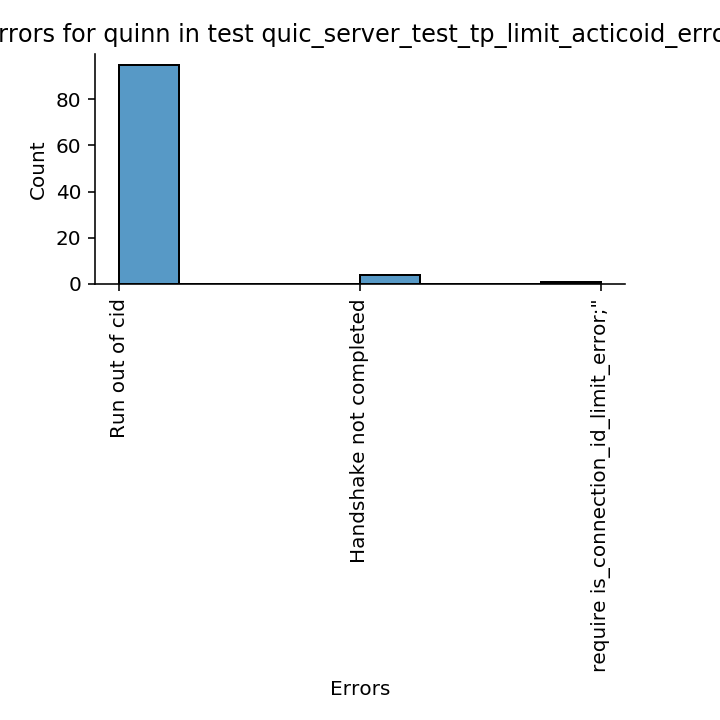 rrors for quinn in test quic_server_test_tp_limit_acticoid_erro
Count
80
60
40
20
0
Run out of cid
Handshake not completed
require is_connection_id_limit_error;"
Errors